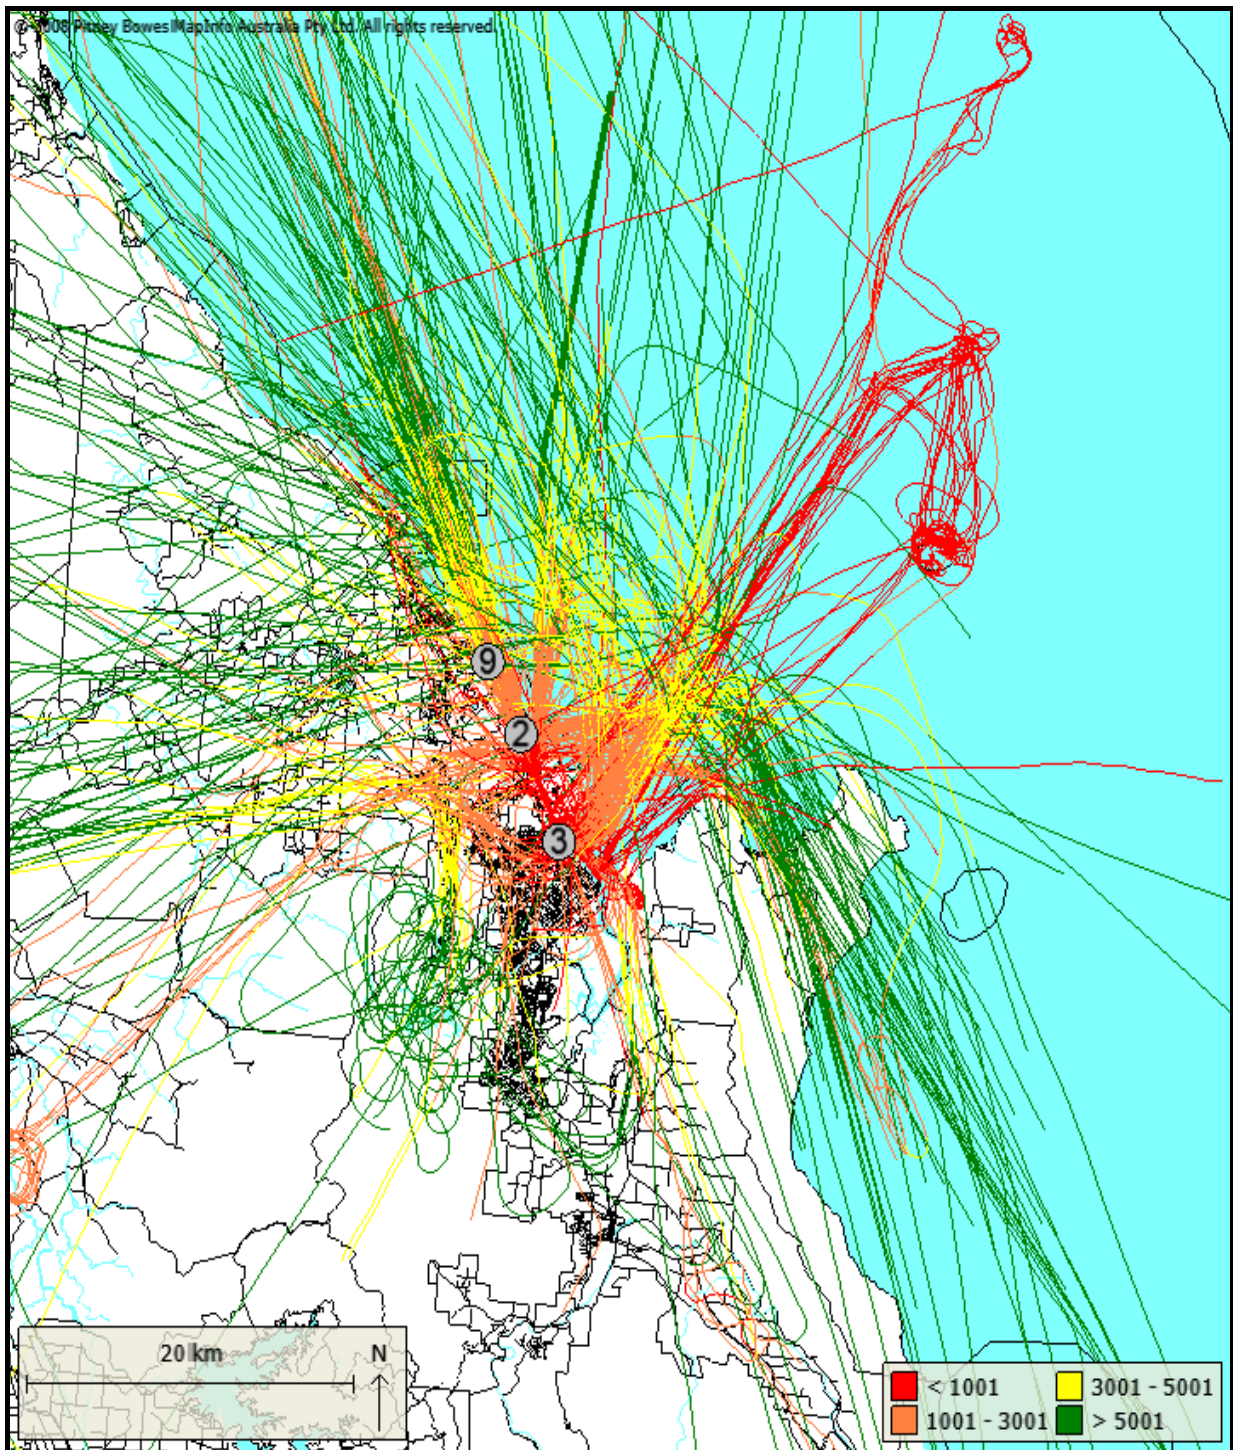 © 2008 Pitney Bowes MapInfo Australia Pty Ltd. All rights reserved.
9
2
3
20 km
N
< 1001
3001 - 5001
1001 - 3001
> 5001